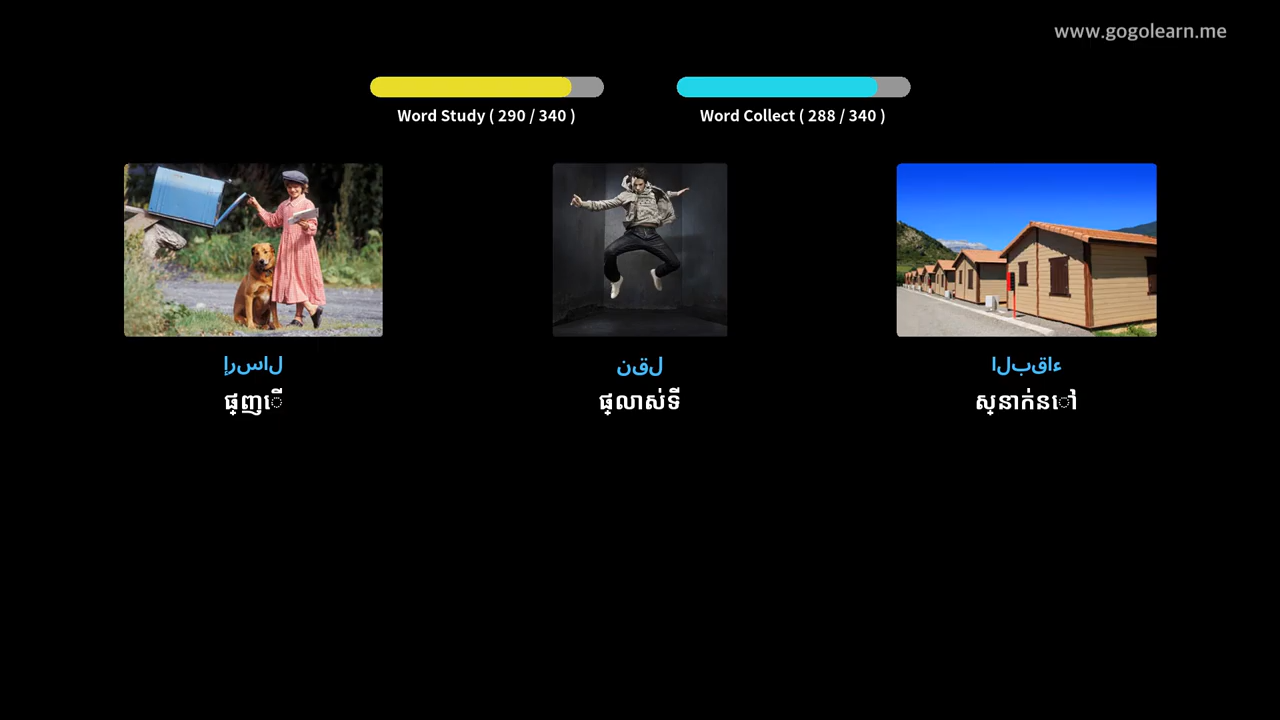 www.gogolearn.me
Word Study ( 290 / 340 )
Word Collect ( 288 / 340 )
إرسال
ផ្ញើ
نقل
ផ្លាស់ទី
البقاء
ស្នាក់នៅ